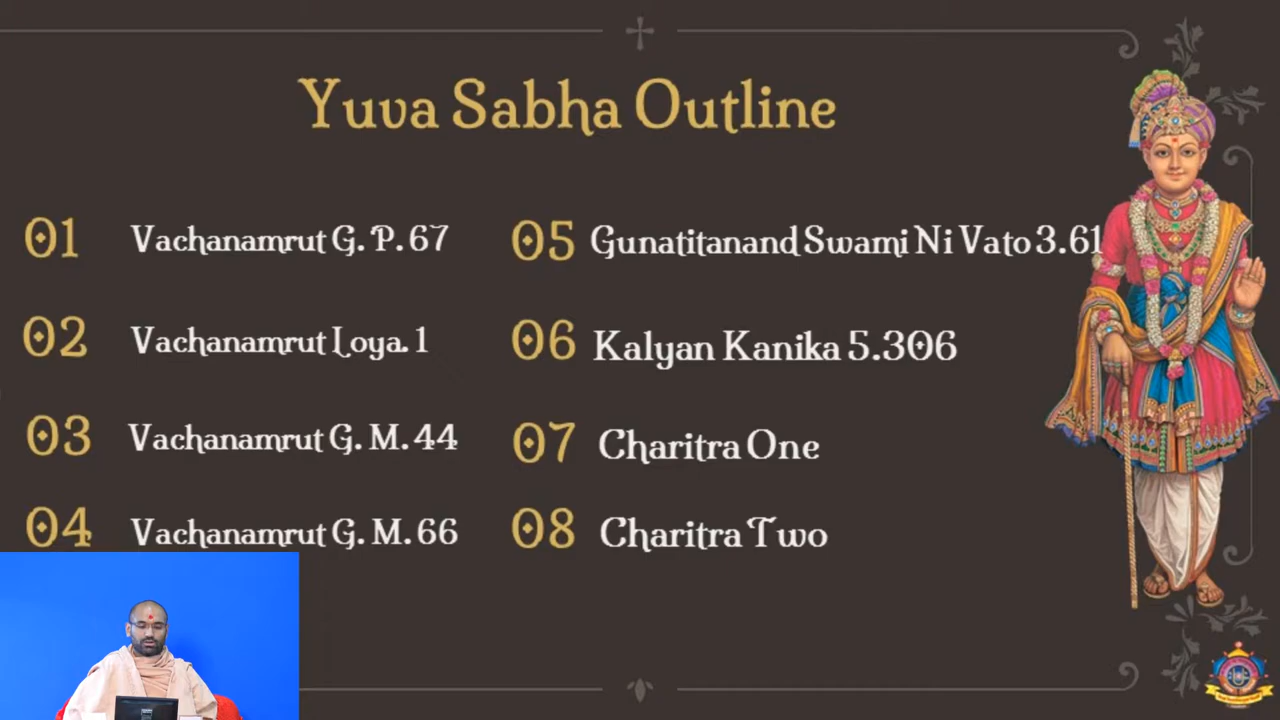 Yuva Sabha Outline
01 Vachanamrut G. P. 67
02 Vachanamrut Loya. 1
03 Vachanamrut G. M. 44
04 Vachanamrut G. M. 66
05 Gunatitanand Swami Ni Vato 3.61
06 Kalyan Kanika 5.306
07 Charitra One
08 Charitra Two